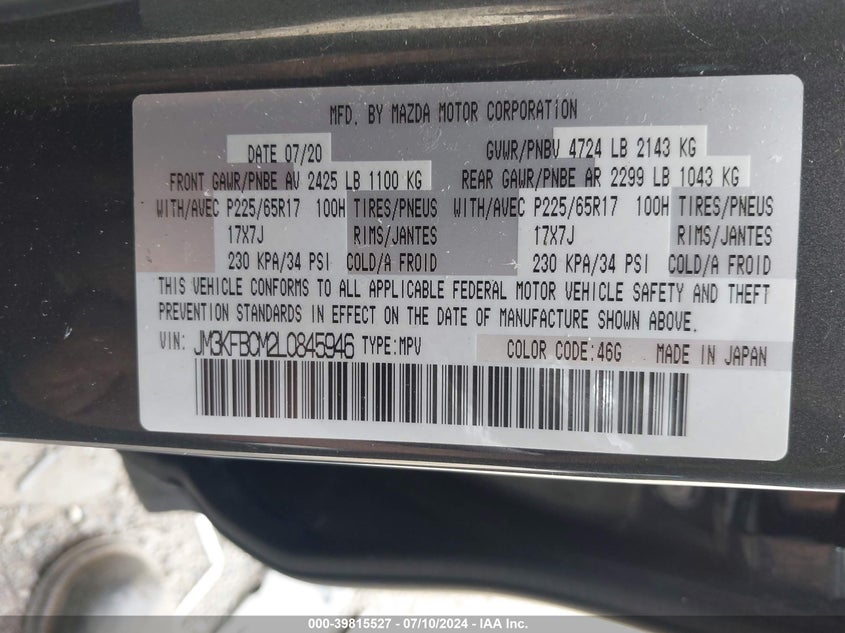 MFD. BY MAZDA MOTOR CORPORATION
DATE 07/20 GVWR/PNBV 4724 LB 2143 KG
FRONT GAWR/PNBE AV 2425 LB 1100 KG REAR GAWR/PNBE AR 2299 LB 1043 KG
WITH/AVEC P225/65R17 100H TIRES/PNEUS WITH/AVEC P225/65R17 100H TIRES/PNEUS
17X7J RIMS/JANTES 17X7J RIMS/JANTES
230 KPA/34 PSI COLD/A FROID 230 KPA/34 PSI COLD/A FROID
THIS VEHICLE CONFORMS TO ALL APPLICABLE FEDERAL MOTOR VEHICLE SAFETY AND THEFT
PREVENTION STANDARDS IN EFFECT ON THE DATE OF MANUFACTURE SHOWN ABOVE.
VIN: JM3KFBCM2L0845946 TYPE:MPV COLOR CODE:46G MADE IN JAPAN
000-39815527 - 07/10/2024 - IAA Inc.